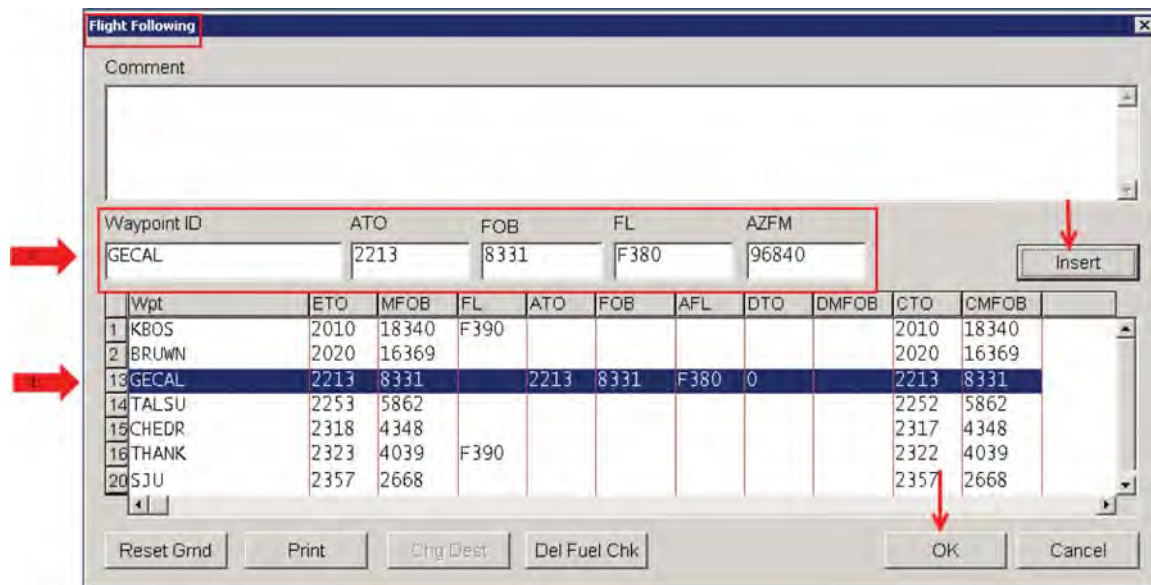 Flight Following
Comment
Waypoint ID ATO FOB FL AZFM
GECAL 2213 8331 F380 96840 Insert
Wpt ETO MFOB FL ATO FOB AFL DTO DMFOB CTO CMFOB
1 KBOS 2010 18340 F390 2010 18340
2 BRUWN 2020 16369 2020 16369
13 GECAL 2213 8331 2213 8331 F380 0 2213 8331
14 TALSU 2253 5862 2252 5862
15 CHEDR 2318 4348 2317 4348
16 THANK 2323 4039 F390 2322 4039
20 SJU 2357 2668 2357 2668
Reset Grnd Print Chg Dest Del Fuel Chk OK Cancel